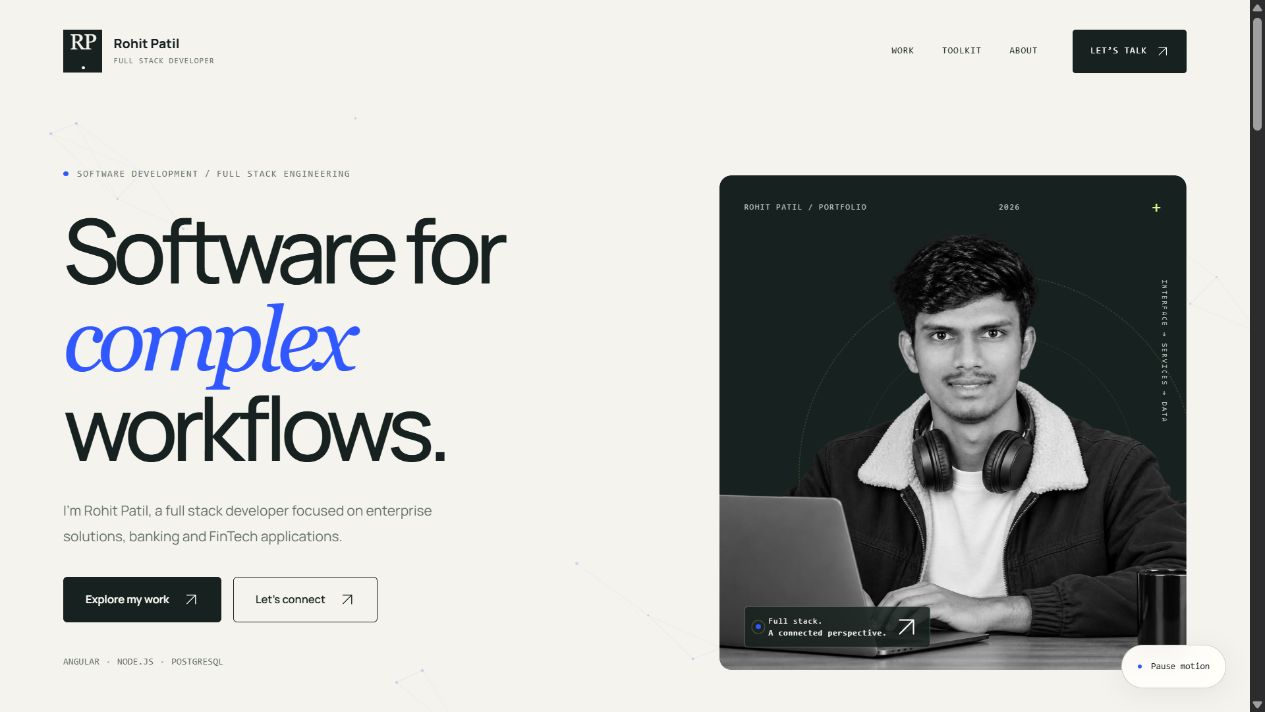 RP
Rohit Patil
FULL STACK DEVELOPER
WORK
TOOLKIT
ABOUT
LET'S TALK
SOFTWARE DEVELOPMENT / FULL STACK ENGINEERING
Software for
complex
workflows.
I'm Rohit Patil, a full stack developer focused on enterprise
solutions, banking and FinTech applications.
Explore my work
Let's connect
ANGULAR · NODE.JS · POSTGRESQL
ROHIT PATIL / PORTFOLIO
2026
+
INTERFACE + SERVICES + DATA
Full stack.
A connected perspective.
Pause motion